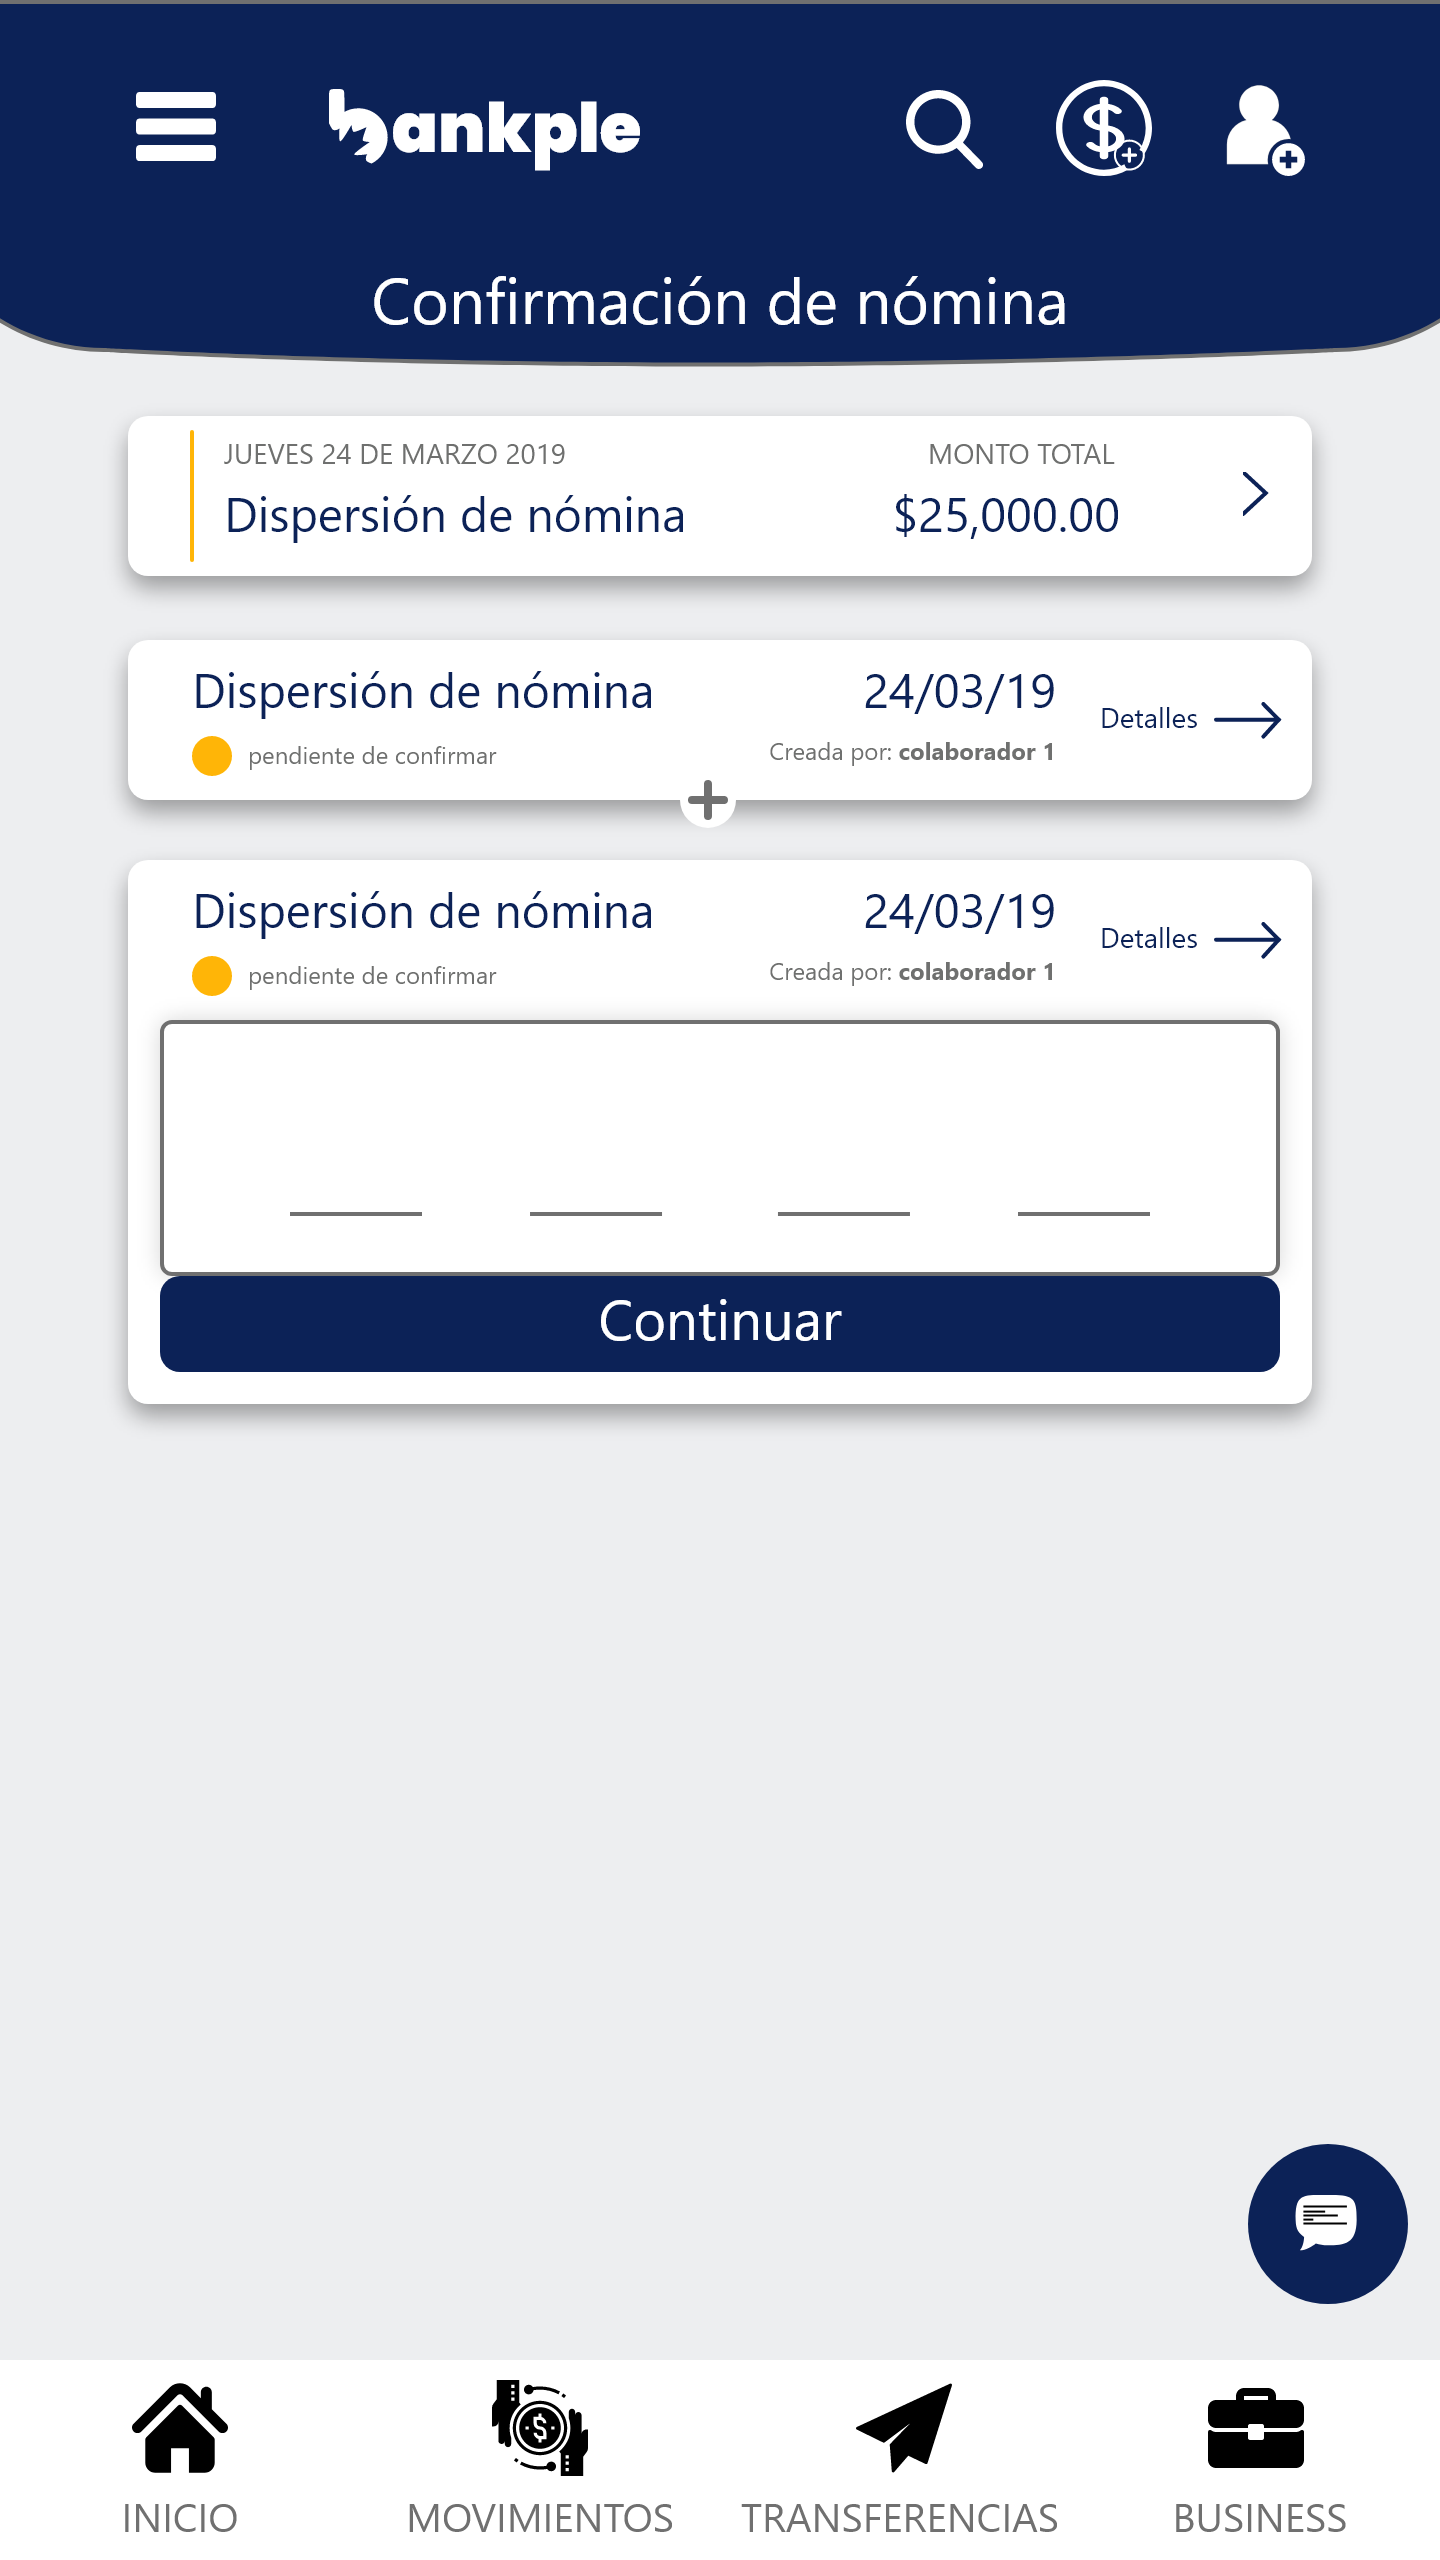 bankple
Confirmación de nómina
JUEVES 24 DE MARZO 2019
MONTO TOTAL
Dispersión de nómina
$25,000.00
Dispersión de nómina
24/03/19
Detalles
pendiente de confirmar
Creada por: colaborador 1
Dispersión de nómina
24/03/19
Detalles
pendiente de confirmar
Creada por: colaborador 1
Continuar
INICIO
MOVIMIENTOS
TRANSFERENCIAS
BUSINESS